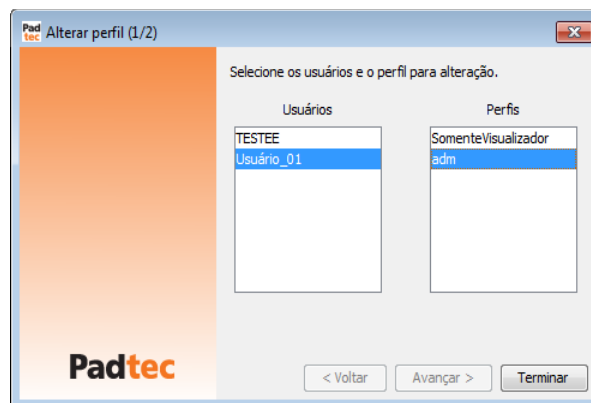 Pad
tec Alterar perfil (1/2)
Selecione os usuários e o perfil para alteração.
Usuários Perfis
TESTEE
Usuário_01
SomenteVisualizador
adm
Padtec
< Voltar Avançar > Terminar